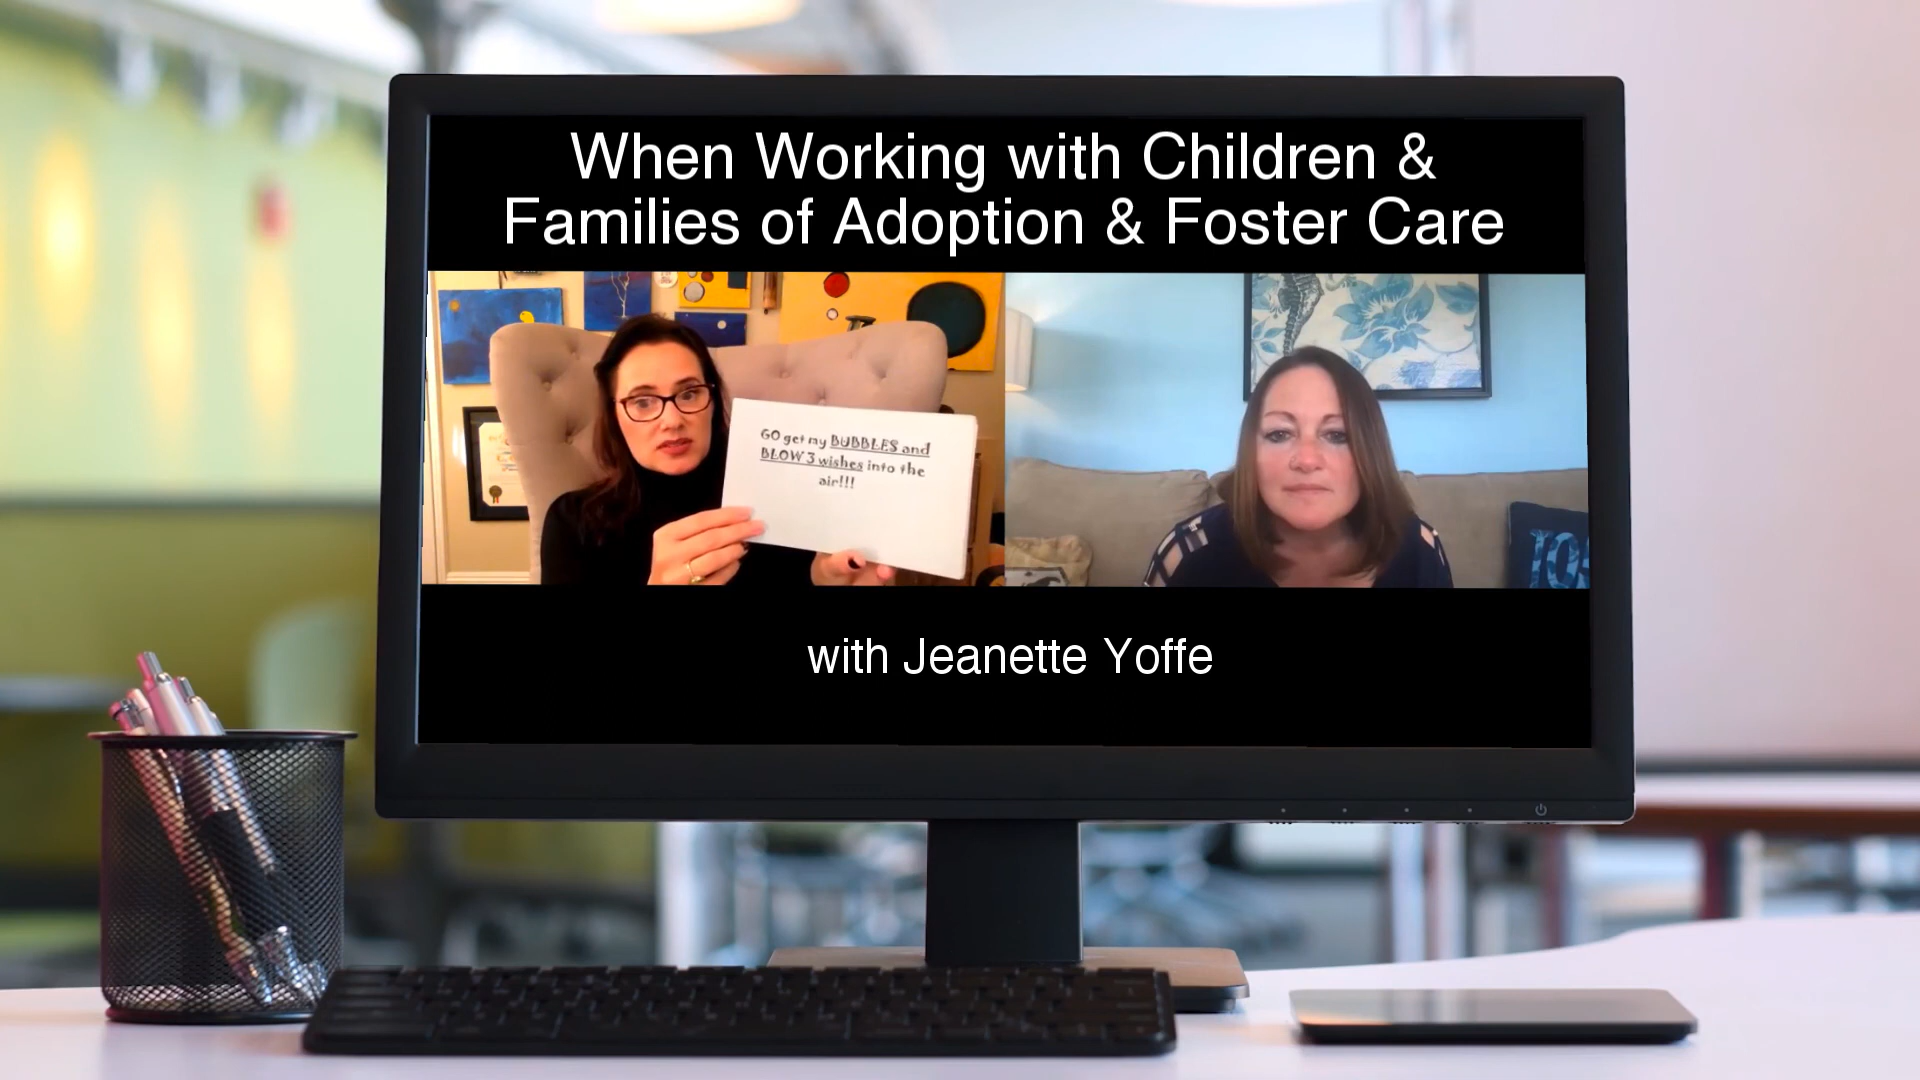 When Working with Children &
Families of Adoption & Foster Care
GO get my BUBBLES and
BLOW 3 wishes into the
air!!!
with Jeanette Yoffe